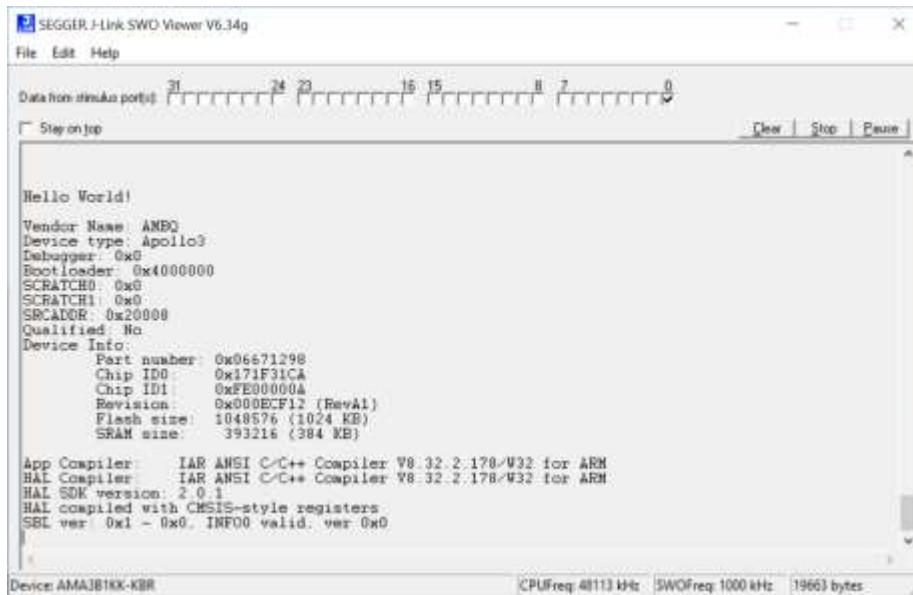 SEGGER J-Link SWO Viewer V6.34g
File Edit Help
Data from stimulus port(s): 31 24 23 16 15 8 7 0
Stay on top Clear Stop Pause
Hello World!
Vendor Name: AMBQ
Device type: Apollo3
Debugger: 0x0
Bootloader: 0x4000000
SCRATCH0: 0x0
SCRATCH1: 0x0
SRCADDR: 0x20008
Qualified: No
Device Info:
Part number: 0x06671298
Chip ID0: 0x171F31CA
Chip ID1: 0xFE00000A
Revision: 0x000ECF12 (RevA1)
Flash size: 1048576 (1024 KB)
SRAM size: 393216 (384 KB)
App Compiler: IAR ANSI C/C++ Compiler V8.32.2.178/W32 for ARM
HAL Compiler: IAR ANSI C/C++ Compiler V8.32.2.178/W32 for ARM
HAL SDK version: 2.0.1
HAL compiled with CMSIS-style registers
SBL ver: 0x1 - 0x0, INFO0 valid, ver 0x0
Device: AMA3B1KK-KBR CPUFreq: 48113 kHz SWOFreq: 1000 kHz 19663 bytes